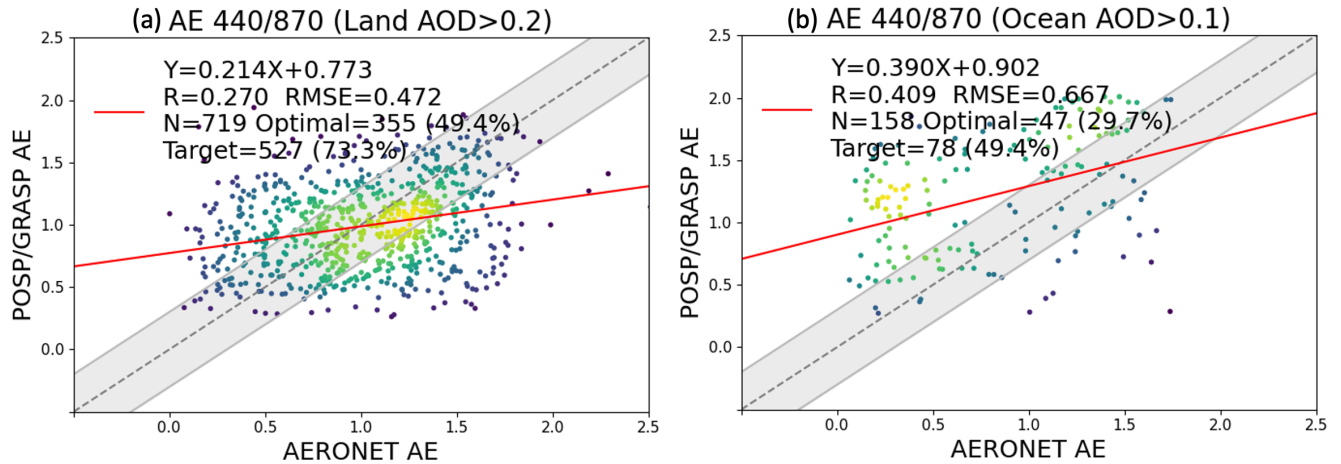 (a) AE 440/870 (Land AOD>0.2)
Y=0.214X+0.773
R=0.270 RMSE=0.472
N=719 Optimal=355 (49.4%)
Target=527 (73.3%)
POSP/GRASP AE
2.5
2.0
1.5
1.0
0.5
0.0
0.0 0.5 1.0 1.5 2.0 2.5
AERONET AE
(b) AE 440/870 (Ocean AOD>0.1)
Y=0.390X+0.902
R=0.409 RMSE=0.667
N=158 Optimal=47 (29.7%)
Target=78 (49.4%)
POSP/GRASP AE
2.5
2.0
1.5
1.0
0.5
0.0
0.0 0.5 1.0 1.5 2.0 2.5
AERONET AE